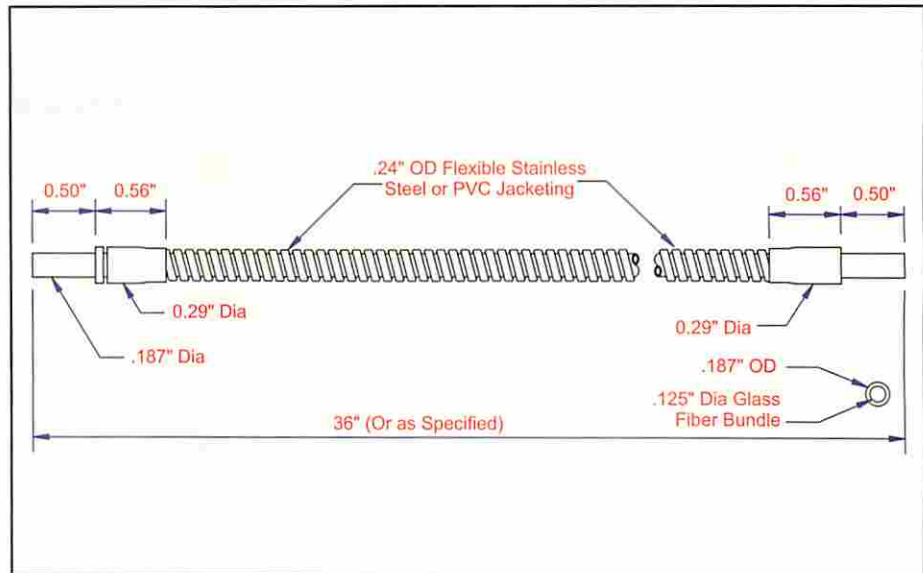 .24" OD Flexible Stainless
Steel or PVC Jacketing
0.50"
0.56"
0.56"
0.50"
0.29" Dia
0.29" Dia
.187" Dia
.187" OD
.125" Dia Glass
Fiber Bundle
36" (Or as Specified)